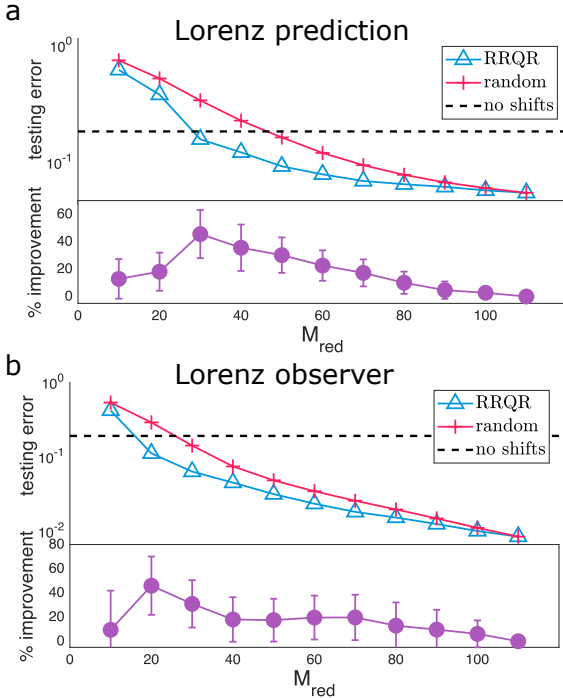 a
Lorenz prediction
10^0
10^-1
testing error
RRQR
random
no shifts
60
40
20
0
% improvement
0
20
40
60
80
100
M_red
b
Lorenz observer
10^0
10^-1
10^-2
testing error
RRQR
random
no shifts
80
60
40
20
0
% improvement
0
20
40
60
80
100
M_red